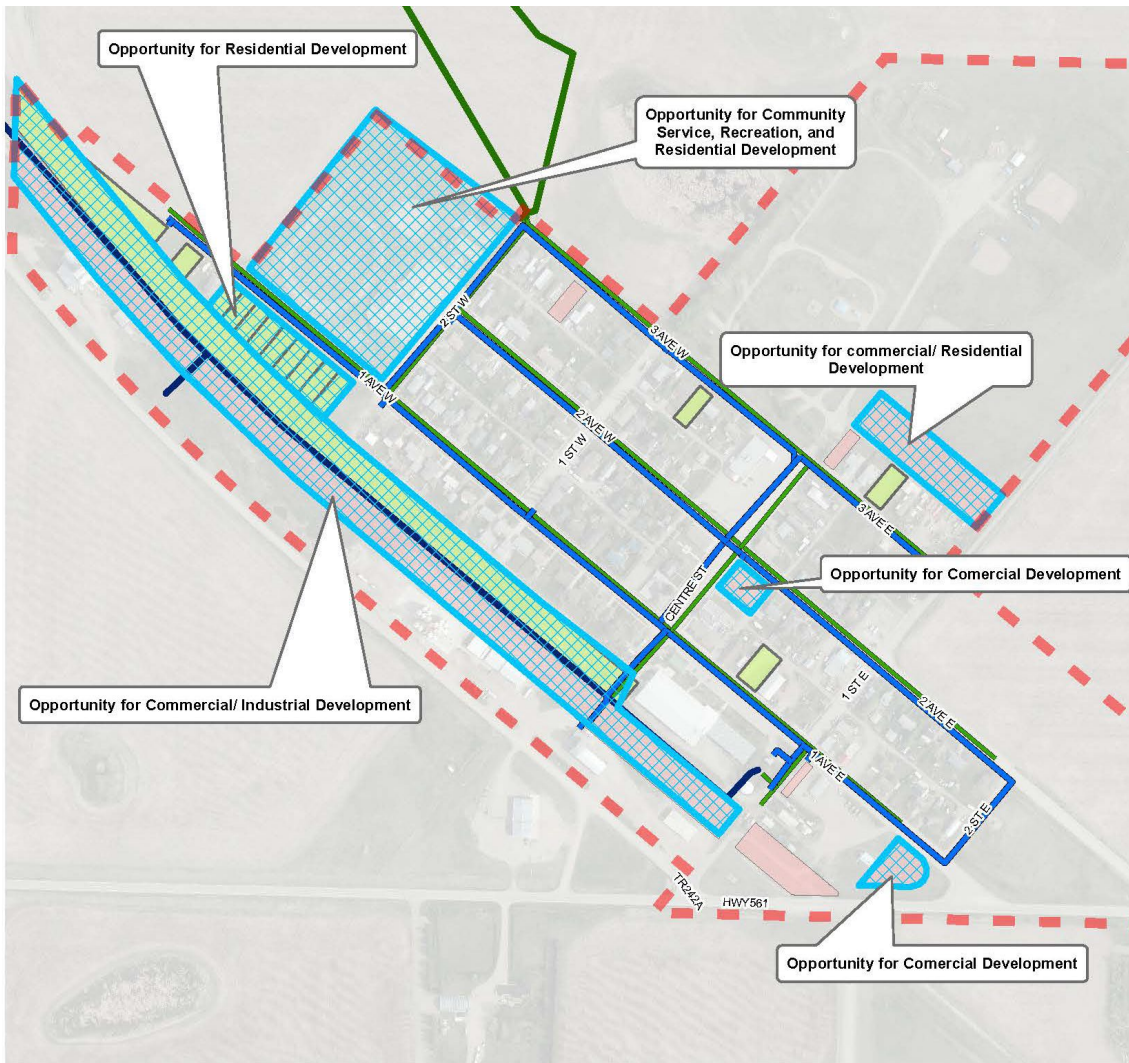 Opportunity for Residential Development
Opportunity for Community
Service, Recreation, and
Residential Development
2 ST W
3 AVE W
Opportunity for commercial/ Residential
Development
1 AVE W
2 AVE W
1 ST W
3 AVE E
Opportunity for Comercial Development
CENTRE ST
Opportunity for Commercial/ Industrial Development
1 ST E
2 AVE E
1 AVE E
2 ST E
TR242A
HWY561
Opportunity for Comercial Development